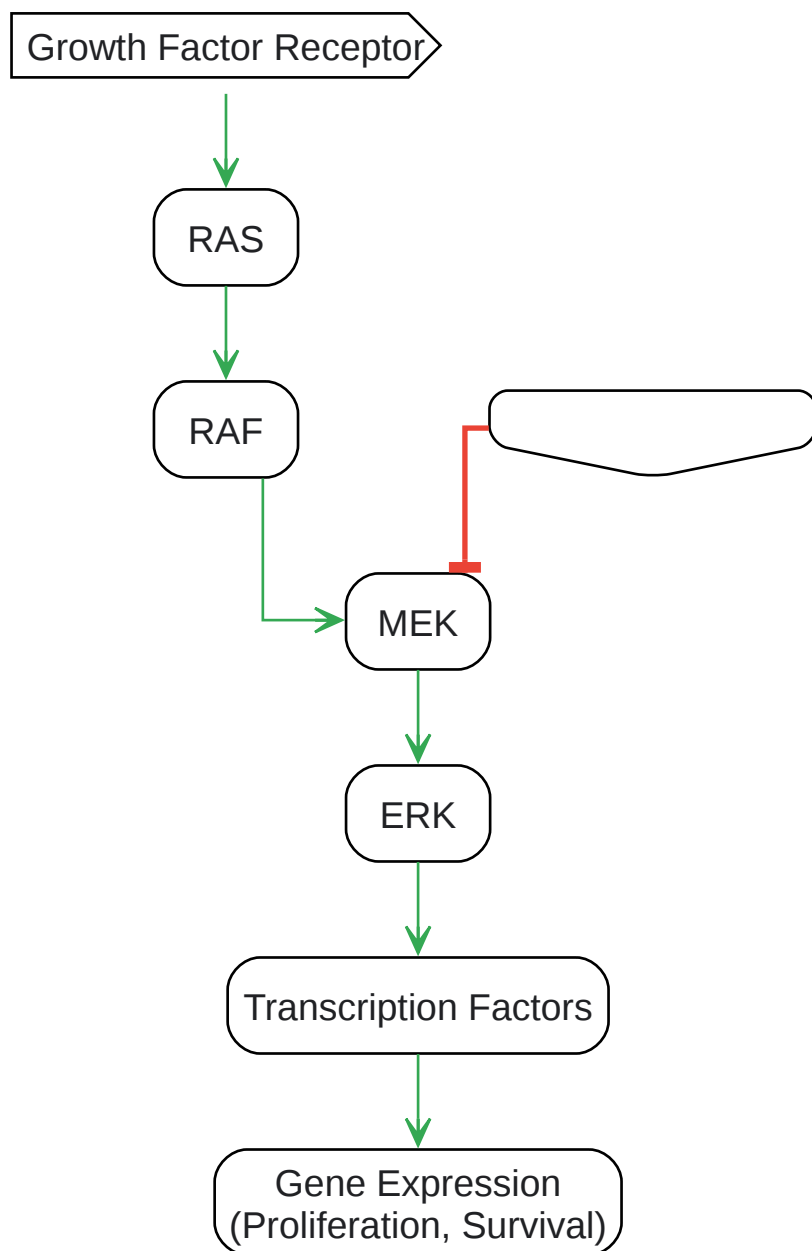 Growth Factor Receptor
RAS
RAF
MEK
ERK
Transcription Factors
Gene Expression
(Proliferation, Survival)